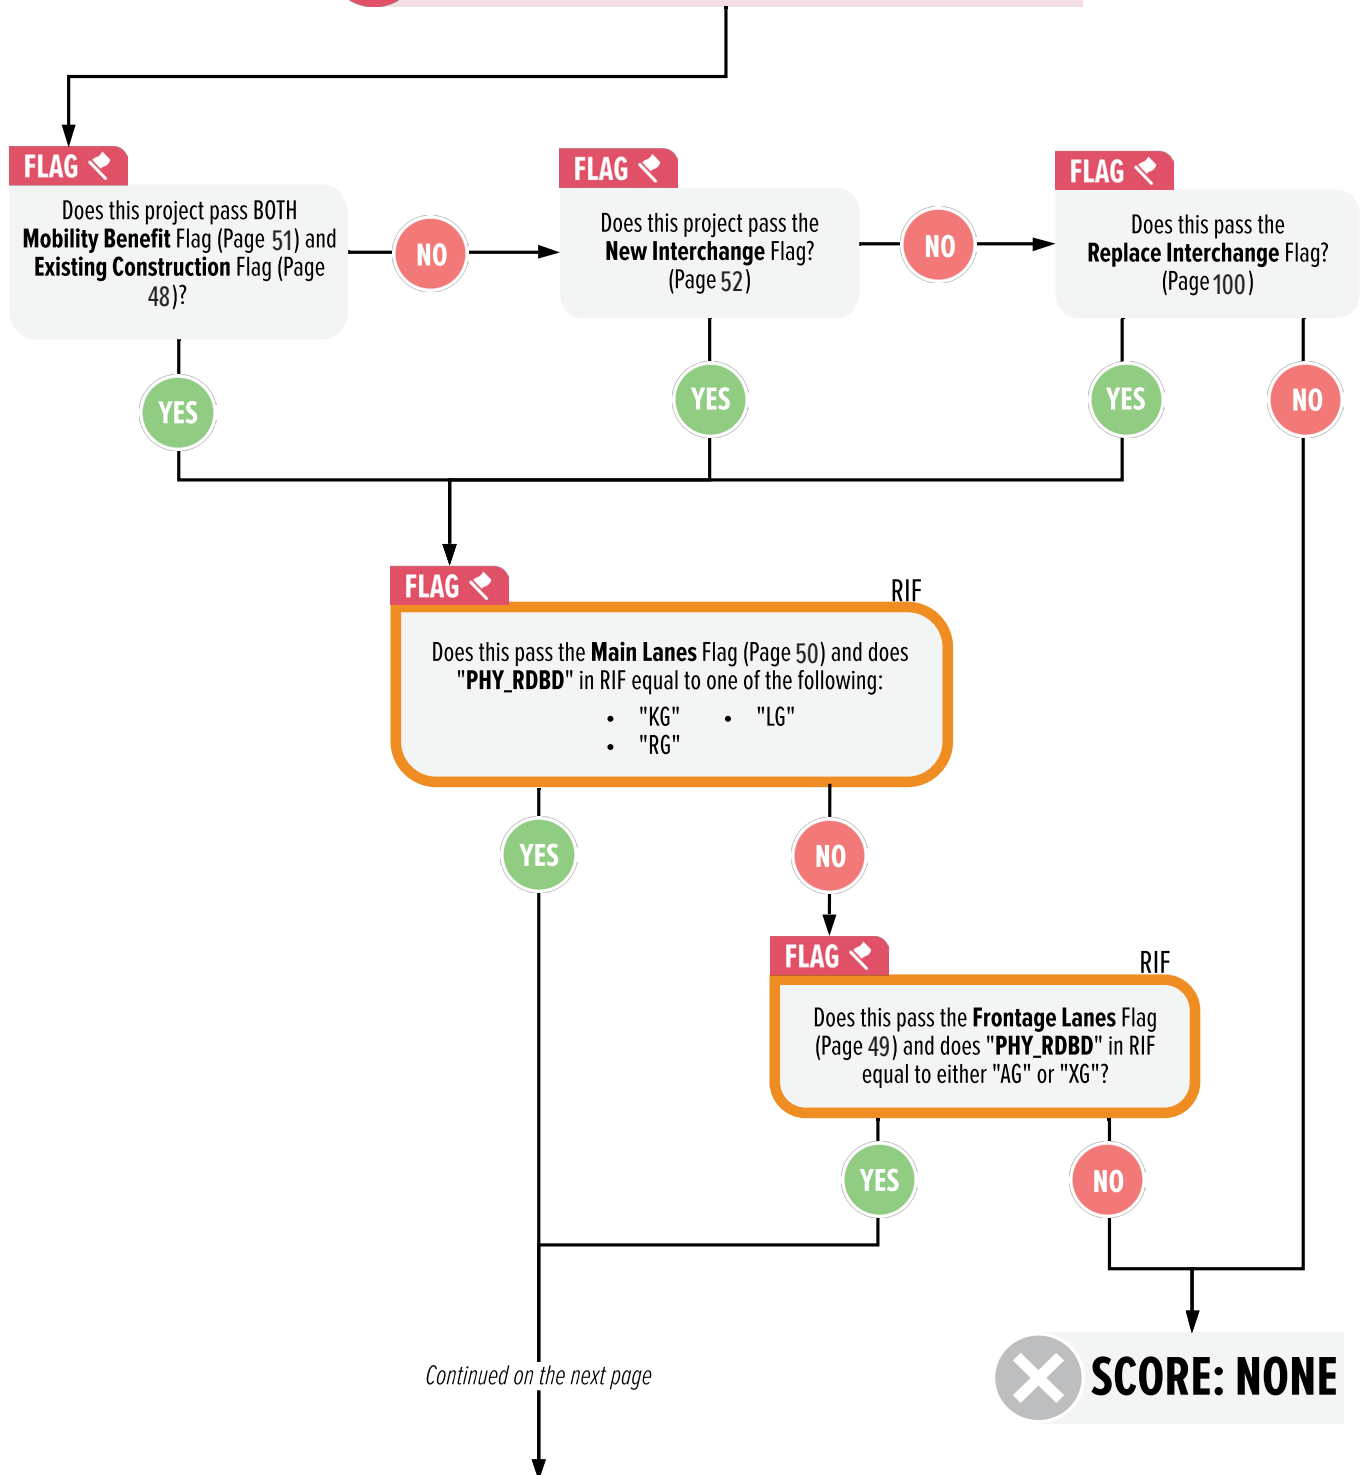 FLAG
Does this project pass BOTH
Mobility Benefit Flag (Page 51) and
Existing Construction Flag (Page
48)?
NO
FLAG
Does this project pass the
New Interchange Flag?
(Page 52)
NO
FLAG
Does this pass the
Replace Interchange Flag?
(Page 100)
YES
YES
YES
NO
FLAG
RIF
Does this pass the Main Lanes Flag (Page 50) and does
"PHY_RDBD" in RIF equal to one of the following:
• "KG" • "LG"
• "RG"
YES
NO
FLAG
RIF
Does this pass the Frontage Lanes Flag
(Page 49) and does "PHY_RDBD" in RIF
equal to either "AG" or "XG"?
YES
NO
Continued on the next page
SCORE: NONE